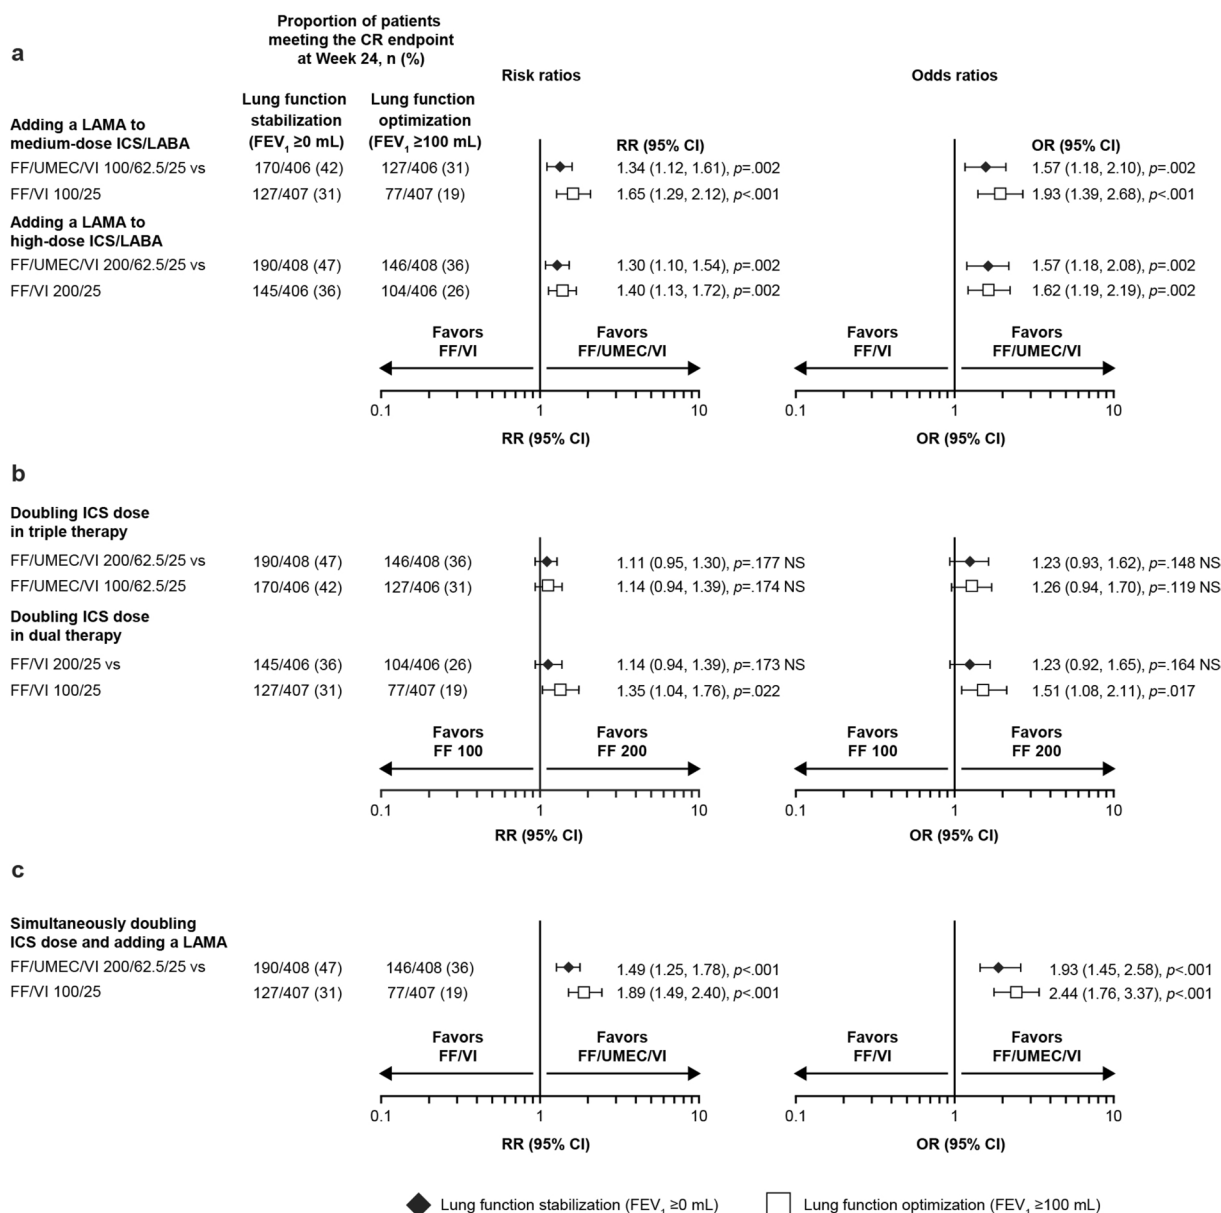 a
Proportion of patients
meeting the CR endpoint
at Week 24, n (%)
Risk ratios
Odds ratios
Lung function stabilization (FEV₁ ≥0 mL)
Lung function optimization (FEV₁ ≥100 mL)
Adding a LAMA to
medium-dose ICS/LABA
RR (95% CI)
OR (95% CI)
FF/UMEC/VI 100/62.5/25 vs 170/406 (42) 127/406 (31) 1.34 (1.12, 1.61), p=.002 1.57 (1.18, 2.10), p=.002
FF/VI 100/25 127/407 (31) 77/407 (19) 1.65 (1.29, 2.12), p<.001 1.93 (1.39, 2.68), p<.001
Adding a LAMA to
high-dose ICS/LABA
FF/UMEC/VI 200/62.5/25 vs 190/408 (47) 146/408 (36) 1.30 (1.10, 1.54), p=.002 1.57 (1.18, 2.08), p=.002
FF/VI 200/25 145/406 (36) 104/406 (26) 1.40 (1.13, 1.72), p=.002 1.62 (1.19, 2.19), p=.002
Favors FF/VI Favors FF/UMEC/VI Favors FF/VI Favors FF/UMEC/VI
0.1 1 10 0.1 1 10
RR (95% CI) OR (95% CI)
b
Doubling ICS dose
in triple therapy
FF/UMEC/VI 200/62.5/25 vs 190/408 (47) 146/408 (36) 1.11 (0.95, 1.30), p=.177 NS 1.23 (0.93, 1.62), p=.148 NS
FF/UMEC/VI 100/62.5/25 170/406 (42) 127/406 (31) 1.14 (0.94, 1.39), p=.174 NS 1.26 (0.94, 1.70), p=.119 NS
Doubling ICS dose
in dual therapy
FF/VI 200/25 vs 145/406 (36) 104/406 (26) 1.14 (0.94, 1.39), p=.173 NS 1.23 (0.92, 1.65), p=.164 NS
FF/VI 100/25 127/407 (31) 77/407 (19) 1.35 (1.04, 1.76), p=.022 1.51 (1.08, 2.11), p=.017
Favors FF 100 Favors FF 200 Favors FF 100 Favors FF 200
0.1 1 10 0.1 1 10
RR (95% CI) OR (95% CI)
c
Simultaneously doubling
ICS dose and adding a LAMA
FF/UMEC/VI 200/62.5/25 vs 190/408 (47) 146/408 (36) 1.49 (1.25, 1.78), p<.001 1.93 (1.45, 2.58), p<.001
FF/VI 100/25 127/407 (31) 77/407 (19) 1.89 (1.49, 2.40), p<.001 2.44 (1.76, 3.37), p<.001
Favors FF/VI Favors FF/UMEC/VI Favors FF/VI Favors FF/UMEC/VI
0.1 1 10 0.1 1 10
RR (95% CI) OR (95% CI)
Lung function stabilization (FEV₁ ≥0 mL) Lung function optimization (FEV₁ ≥100 mL)